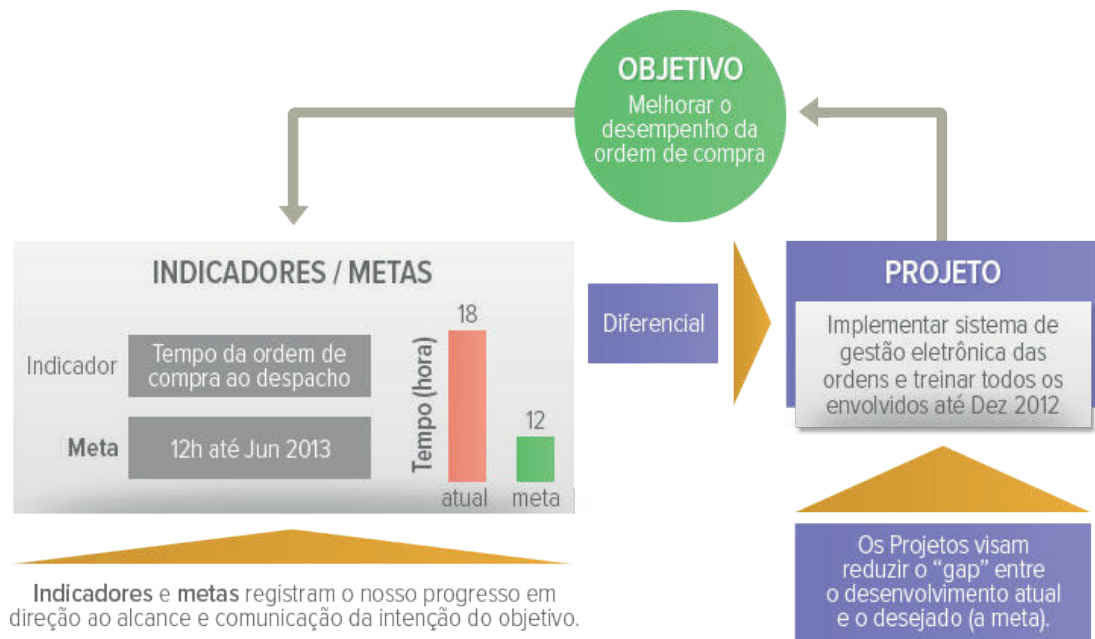 OBJETIVO
Melhorar o
desempenho da
ordem de compra
INDICADORES / METAS
Indicador
Tempo da ordem de
compra ao despacho
Meta
12h até Jun 2013
Tempo (hora)
18
12
atual
meta
Diferencial
PROJETO
Implementar sistema de
gestão eletrônica das
ordens e treinar todos os
envolvidos até Dez 2012
Indicadores e metas registram o nosso progresso em
direção ao alcance e comunicação da intenção do objetivo.
Os Projetos visam
reduzir o “gap” entre
o desenvolvimento atual
e o desejado (a meta).